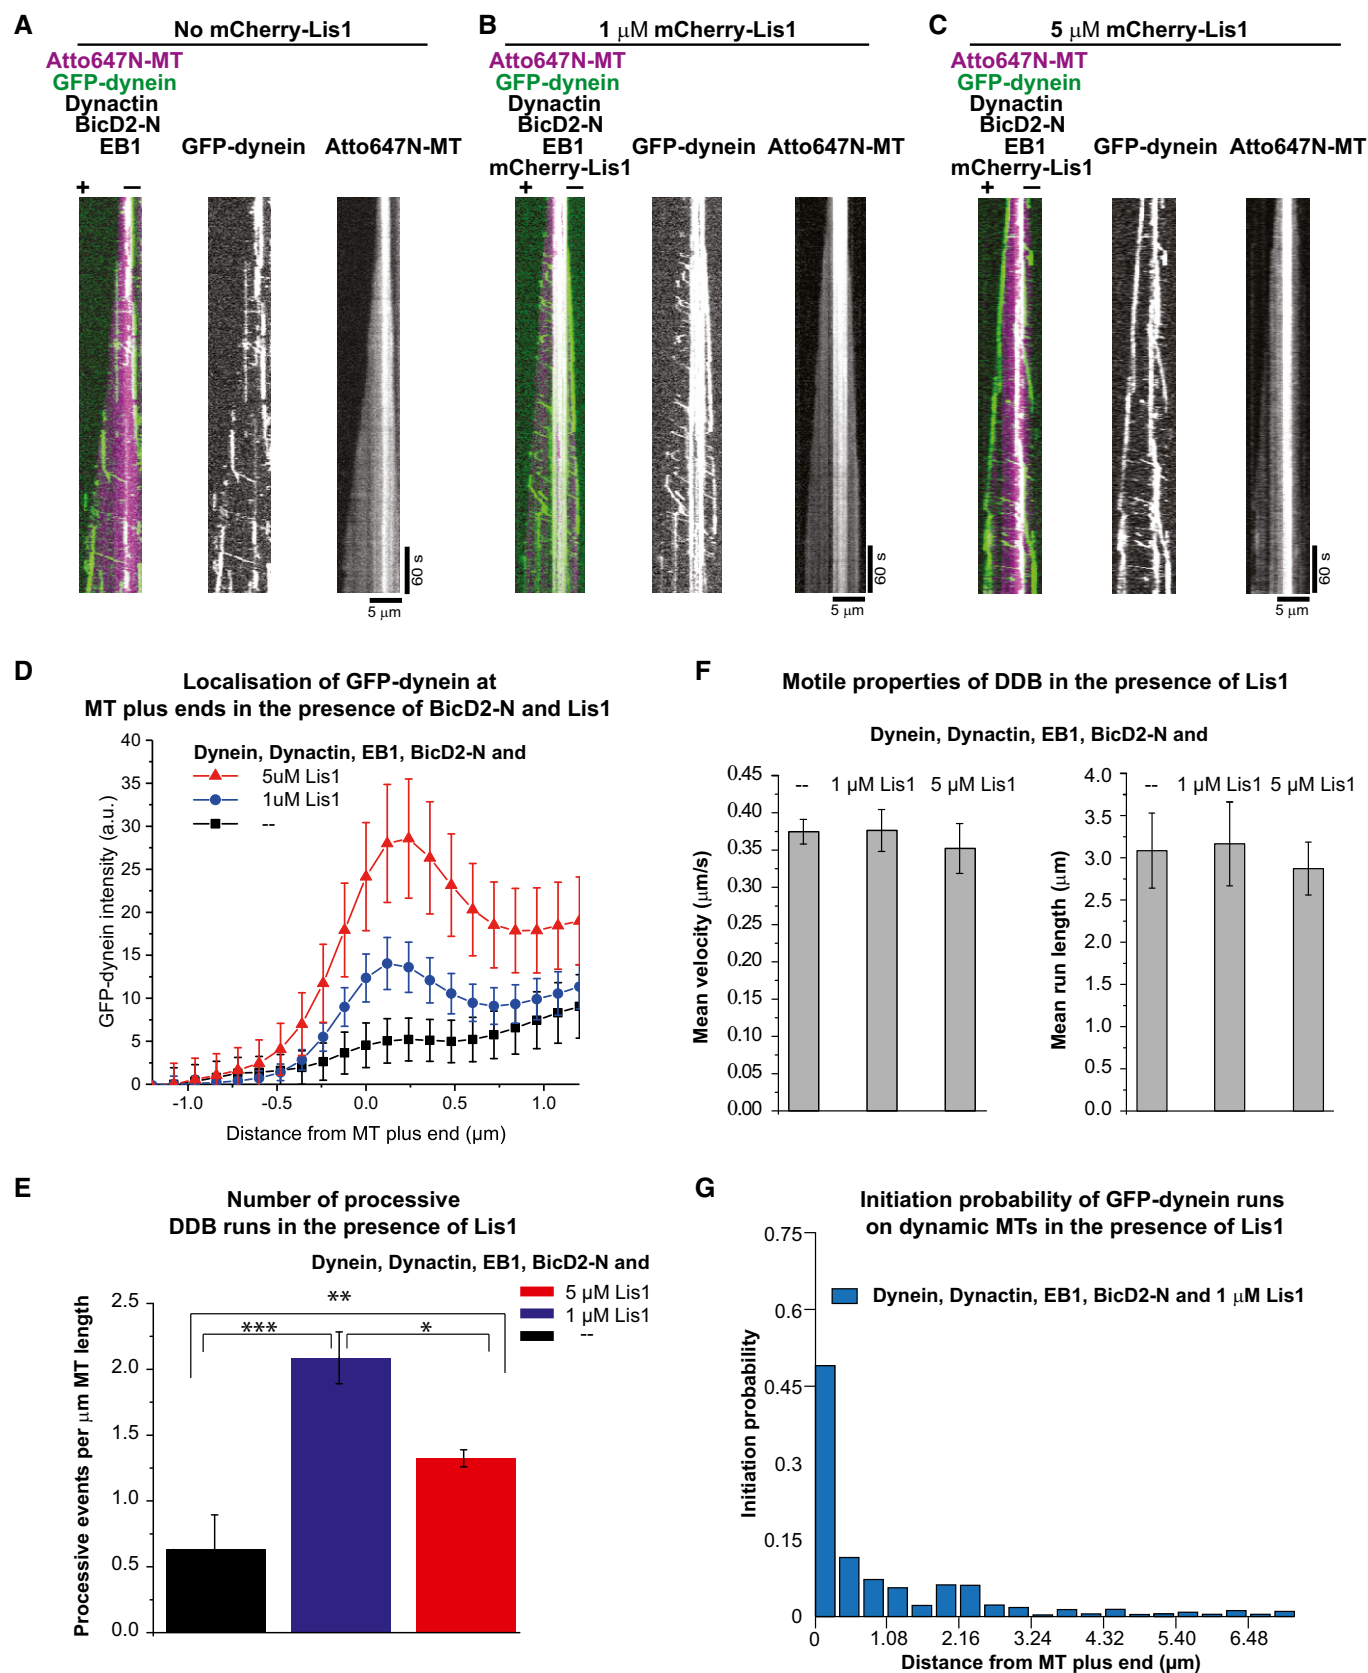 A
No mCherry-Lis1
Atto647N-MT
GFP-dynein
Dynactin
BicD2-N
EB1
GFP-dynein
Atto647N-MT
+
–
60 s
5 μm
B
1 μM mCherry-Lis1
Atto647N-MT
GFP-dynein
Dynactin
BicD2-N
EB1
mCherry-Lis1
GFP-dynein
Atto647N-MT
+
–
60 s
5 μm
C
5 μM mCherry-Lis1
Atto647N-MT
GFP-dynein
Dynactin
BicD2-N
EB1
mCherry-Lis1
GFP-dynein
Atto647N-MT
+
–
60 s
5 μm
D
Localisation of GFP-dynein at
MT plus ends in the presence of BicD2-N and Lis1
Dynein, Dynactin, EB1, BicD2-N and
5uM Lis1
1uM Lis1
--
GFP-dynein intensity (a.u.)
40
35
30
25
20
15
10
5
0
-1.0
-0.5
0.0
0.5
1.0
Distance from MT plus end (µm)
F
Motile properties of DDB in the presence of Lis1
Dynein, Dynactin, EB1, BicD2-N and
-- 1 µM Lis1 5 µM Lis1
Mean velocity (µm/s)
0.45
0.40
0.35
0.30
0.25
0.20
0.15
0.10
0.05
0.00
-- 1 µM Lis1 5 µM Lis1
Mean run length (µm)
4.0
3.5
3.0
2.5
2.0
1.5
1.0
0.5
0.0
E
Number of processive
DDB runs in the presence of Lis1
Dynein, Dynactin, EB1, BicD2-N and
5 µM Lis1
1 µM Lis1
--
**
***
*
Processive events per μm MT length
2.5
2.0
1.5
1.0
0.5
0.0
G
Initiation probability of GFP-dynein runs
on dynamic MTs in the presence of Lis1
Dynein, Dynactin, EB1, BicD2-N and 1 μM Lis1
Initiation probability
0.75
0.6
0.45
0.3
0.15
0
0
1.08
2.16
3.24
4.32
5.40
6.48
Distance from MT plus end (µm)